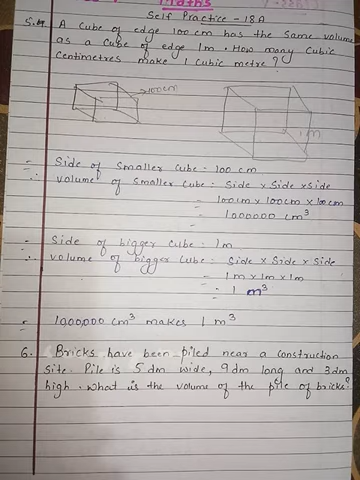 Maths
Self Practice - 18A
5. A cube of edge 100 cm has the same volume
as a cube of edge 1m. How many cubic
centimetres make 1 cubic metre?
100cm
1m
Side of smaller cube = 100 cm
∴ volume of smaller cube = side × side × side
= 100cm × 100cm × 100cm
= 1000000 cm³
Side of bigger cube = 1m
∴ volume of bigger cube = side × side × side
= 1m × 1m × 1m
= 1 m³
= 1000000 cm³ makes 1 m³
6. Bricks have been piled near a construction
site. Pile is 5 dm wide, 9 dm long and 3 dm
high. What is the volume of the pile of bricks?